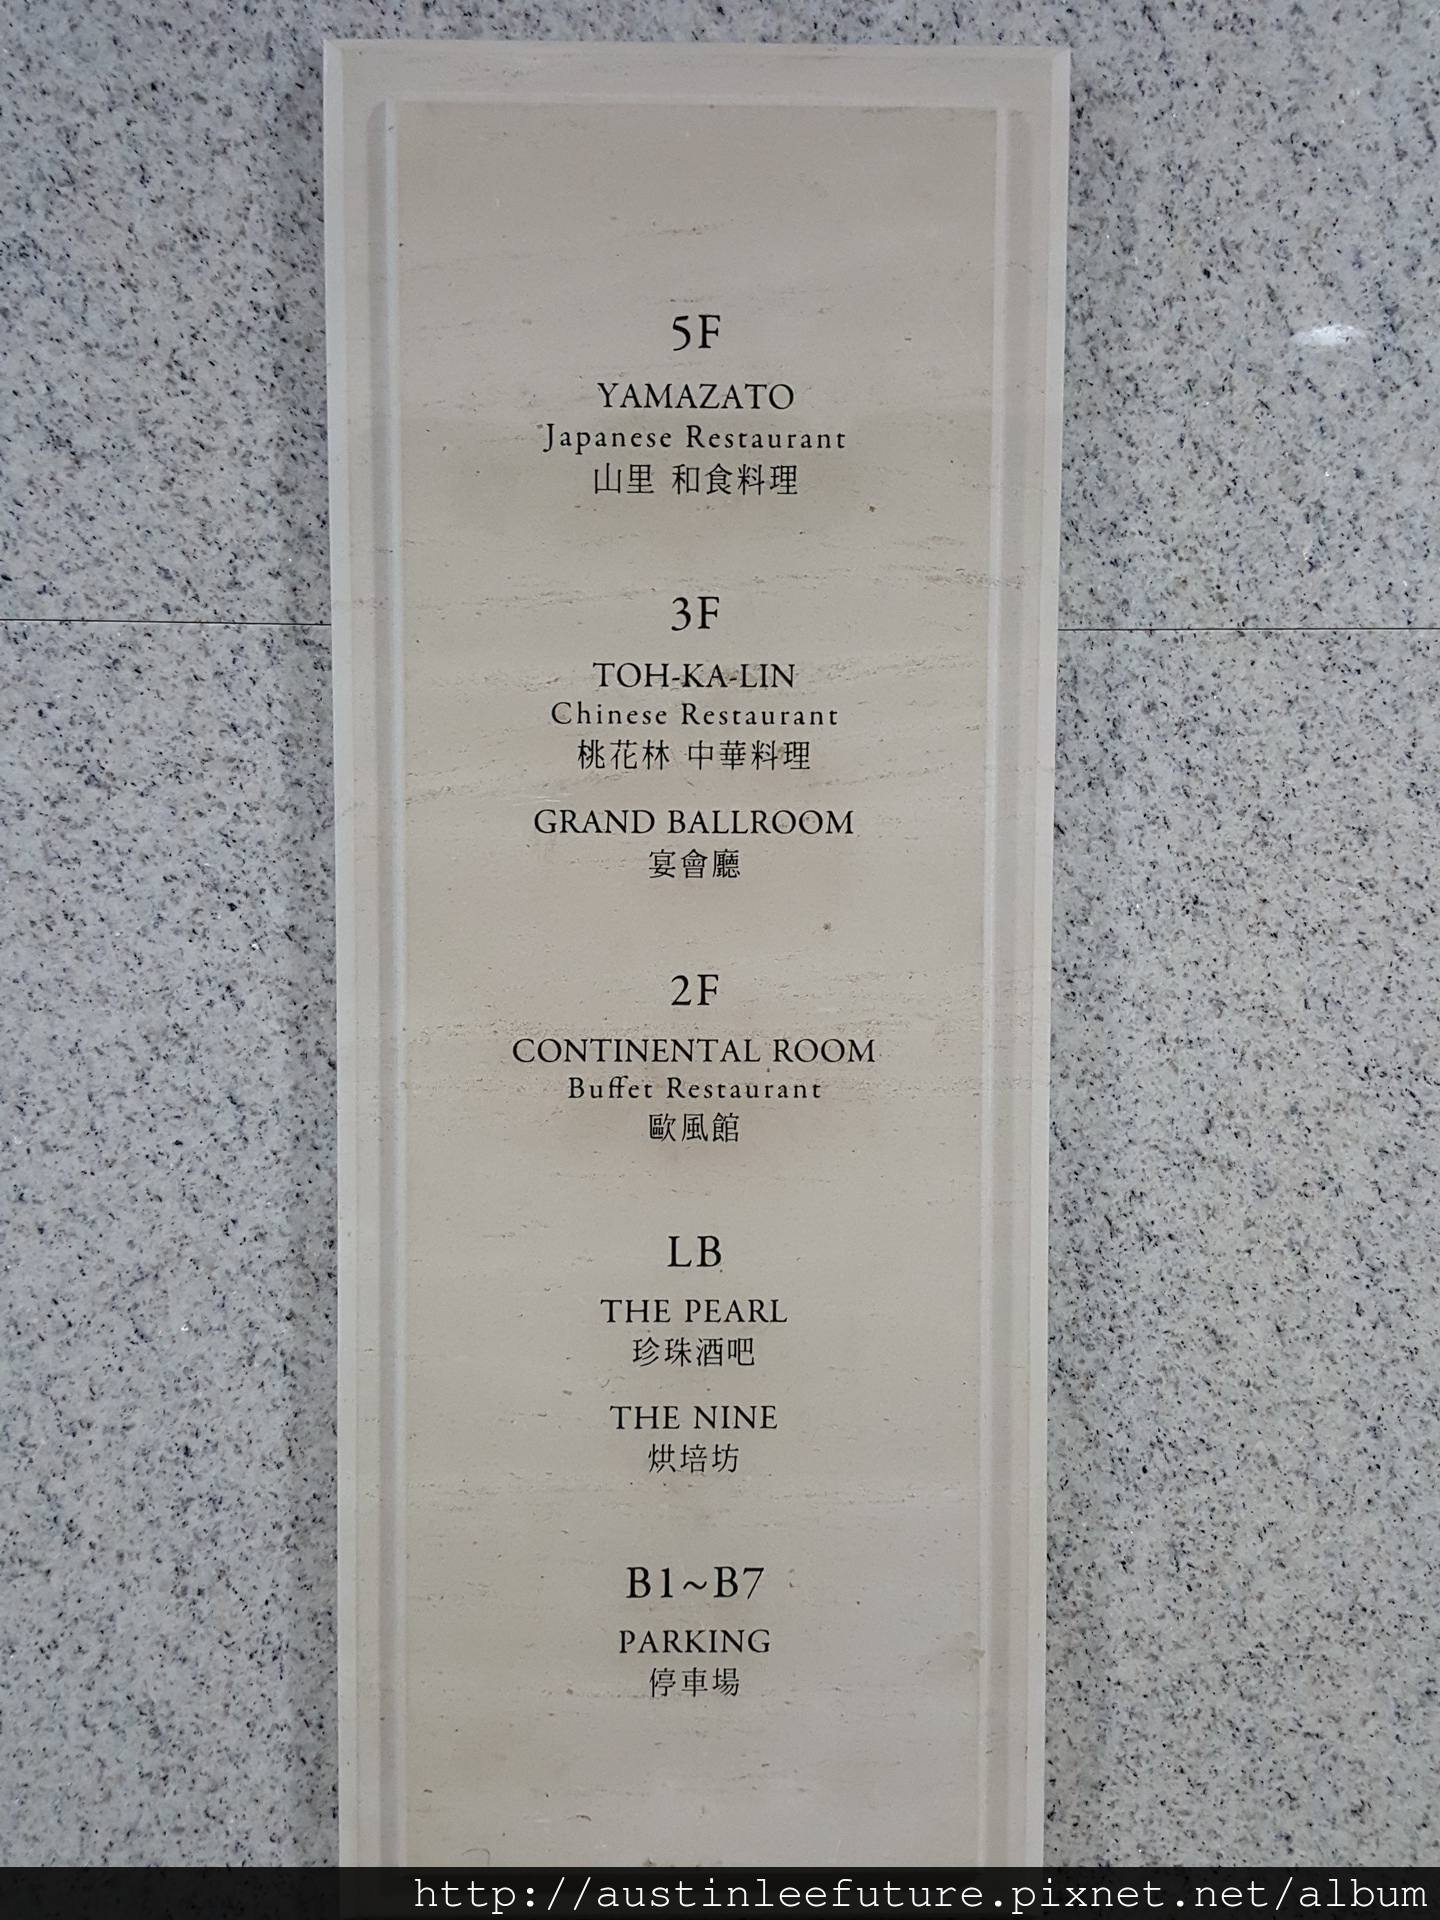 5F
YAMAZATO
Japanese Restaurant
山里 和食料理
3F
TOH-KA-LIN
Chinese Restaurant
桃花林 中華料理
GRAND BALLROOM
宴會廳
2F
CONTINENTAL ROOM
Buffet Restaurant
歐風館
LB
THE PEARL
珍珠酒吧
THE NINE
烘培坊
B1~B7
PARKING
停車場
http://austinleefuture.pixnet.net/album